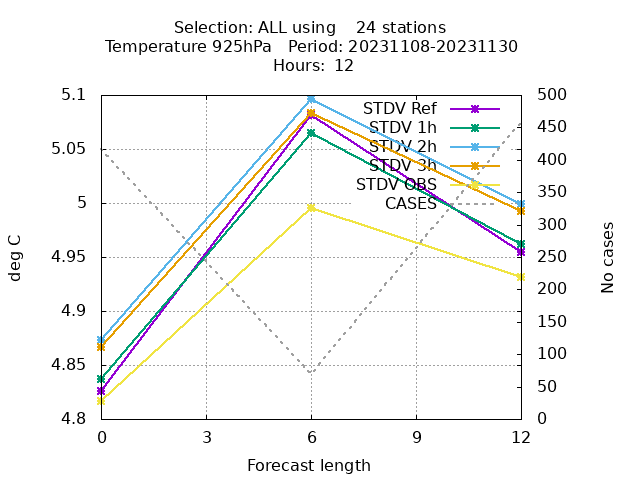 Selection: ALL using    24 stations
Temperature 925hPa   Period: 20231108-20231130
Hours:  12
5.1
5.05
5
4.95
4.9
4.85
4.8
deg C
STDV Ref
STDV 1h
STDV 2h
STDV 3h
STDV OBS
CASES
500
450
400
350
300
250
200
150
100
50
0
No cases
0 3 6 9 12
Forecast length